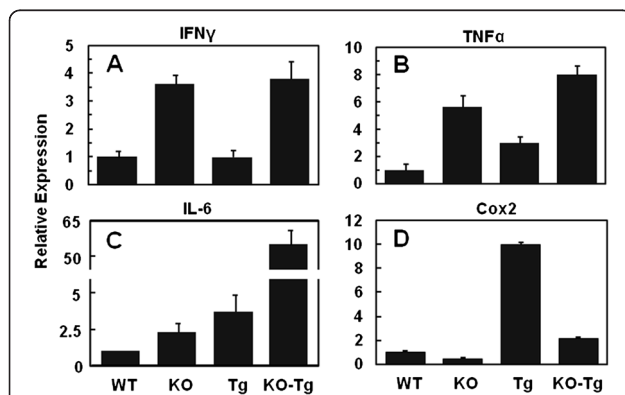 IFNγ
A
5
4
3
2
1
0
TNFα
B
10
8
6
4
2
0
Relative Expression
IL-6
C
65
50
5
2.5
0
WT KO Tg KO-Tg
Cox2
D
12
10
8
6
4
2
0
WT KO Tg KO-Tg